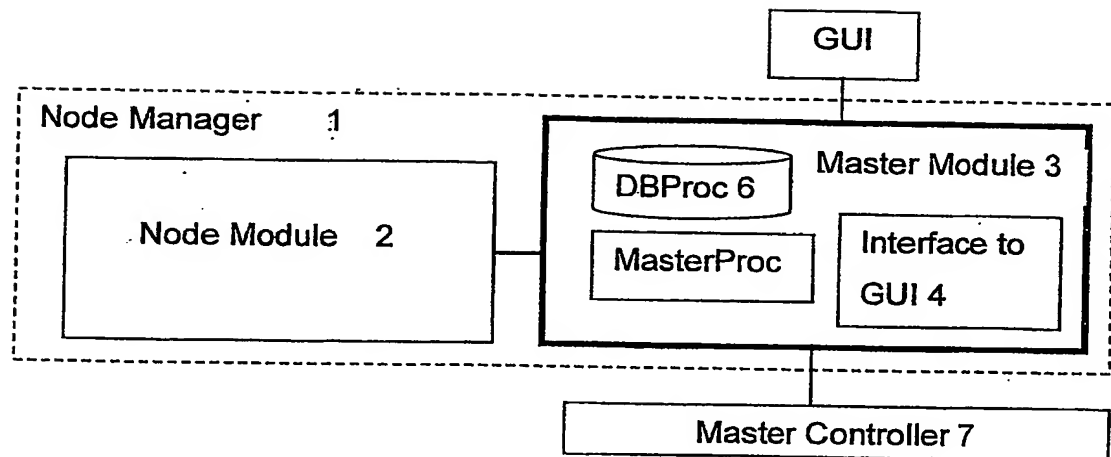 GUI
Node Manager 1
Master Module 3
DBProc 6
Node Module 2
MasterProc
Interface to
GUI 4
Master Controller 7